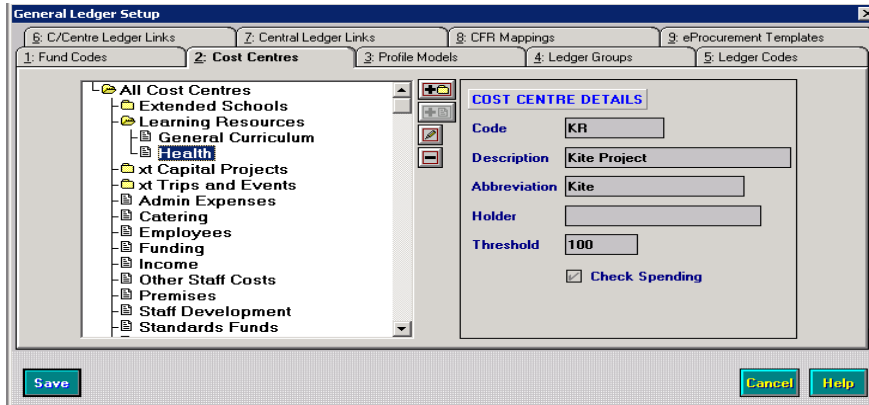 General Ledger Setup
6: C/Centre Ledger Links
7: Central Ledger Links
8: CFR Mappings
9: eProcurement Templates
1: Fund Codes
2: Cost Centres
3: Profile Models
4: Ledger Groups
5: Ledger Codes
All Cost Centres
Extended Schools
Learning Resources
General Curriculum
Health
xt Capital Projects
xt Trips and Events
Admin Expenses
Catering
Employees
Funding
Income
Other Staff Costs
Premises
Staff Development
Standards Funds
COST CENTRE DETAILS
Code KR
Description Kite Project
Abbreviation Kite
Holder
Threshold 100
Check Spending
Save
Cancel
Help